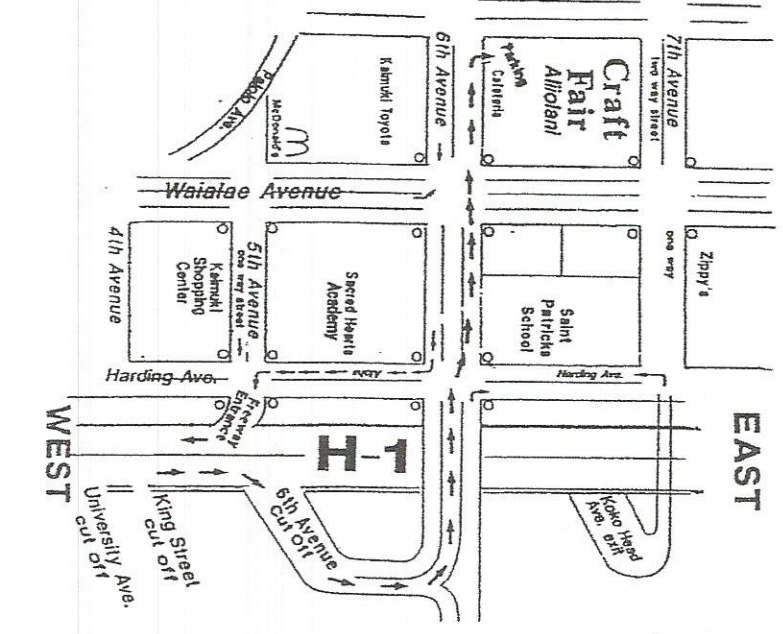 7th Avenue
two way street
Craft
Fair
Aliiolani
Parking
Cafeteria
6th Avenue
Kaimuki Toyota
McDonald's
Palolo Ave.
Waialae Avenue
Zippy's
one way
Saint
Patricks
School
Sacred Hearts
Academy
5th Avenue
one way street
Kaimuki
Shopping
Center
4th Avenue
Harding Ave.
Harding Ave.
Freeway
Entrance
H-1
EAST
WEST
Koko Head
Ave. exit
6th Avenue
Cut Off
King Street
cut off
University Ave.
cut off